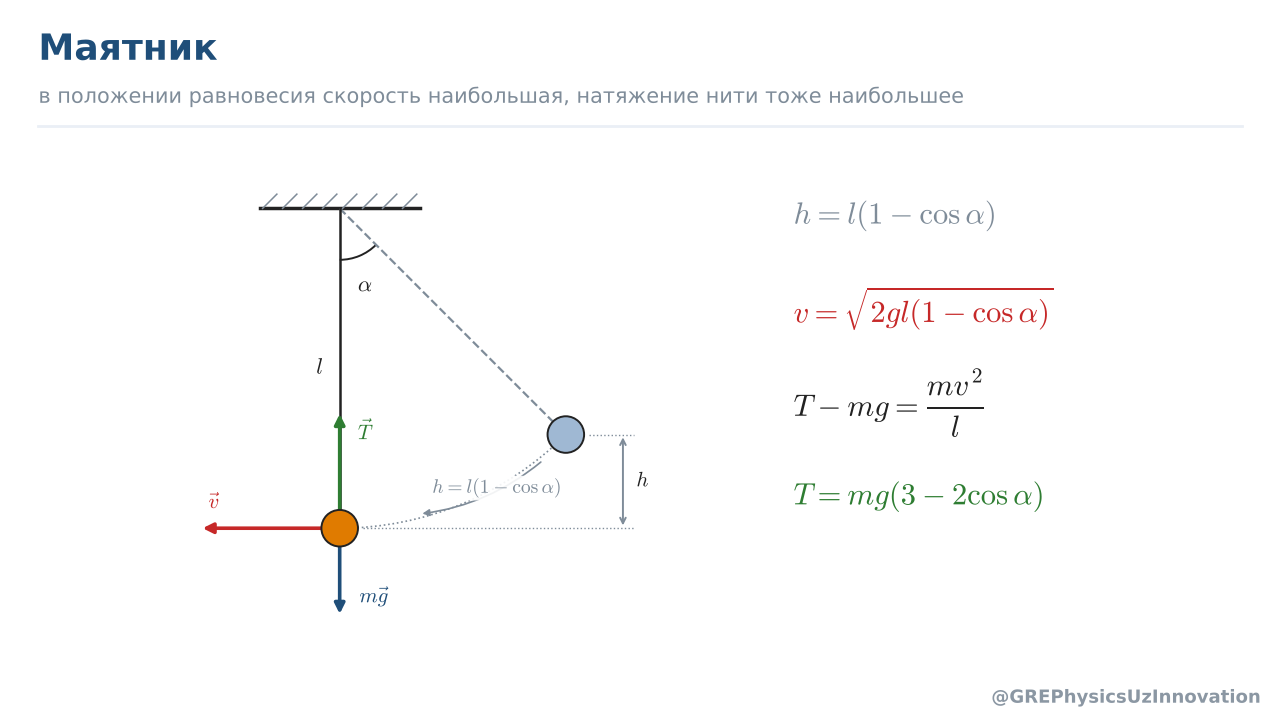 Маятник
в положении равновесия скорость наибольшая, натяжение нити тоже наибольшее
h = l(1 − cos α)
α
v = √2gl(1 − cos α)
l
T − mg = mv²/l
T⃗
h = l(1 − cos α)
h
v⃗
T = mg(3 − 2cos α)
mg⃗
@GREPhysicsUzInnovation